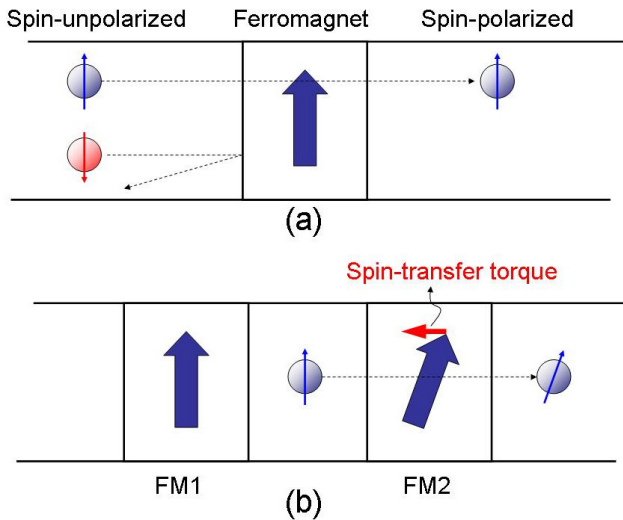 Spin-unpolarized Ferromagnet Spin-polarized
(a)
Spin-transfer torque
FM1 FM2
(b)